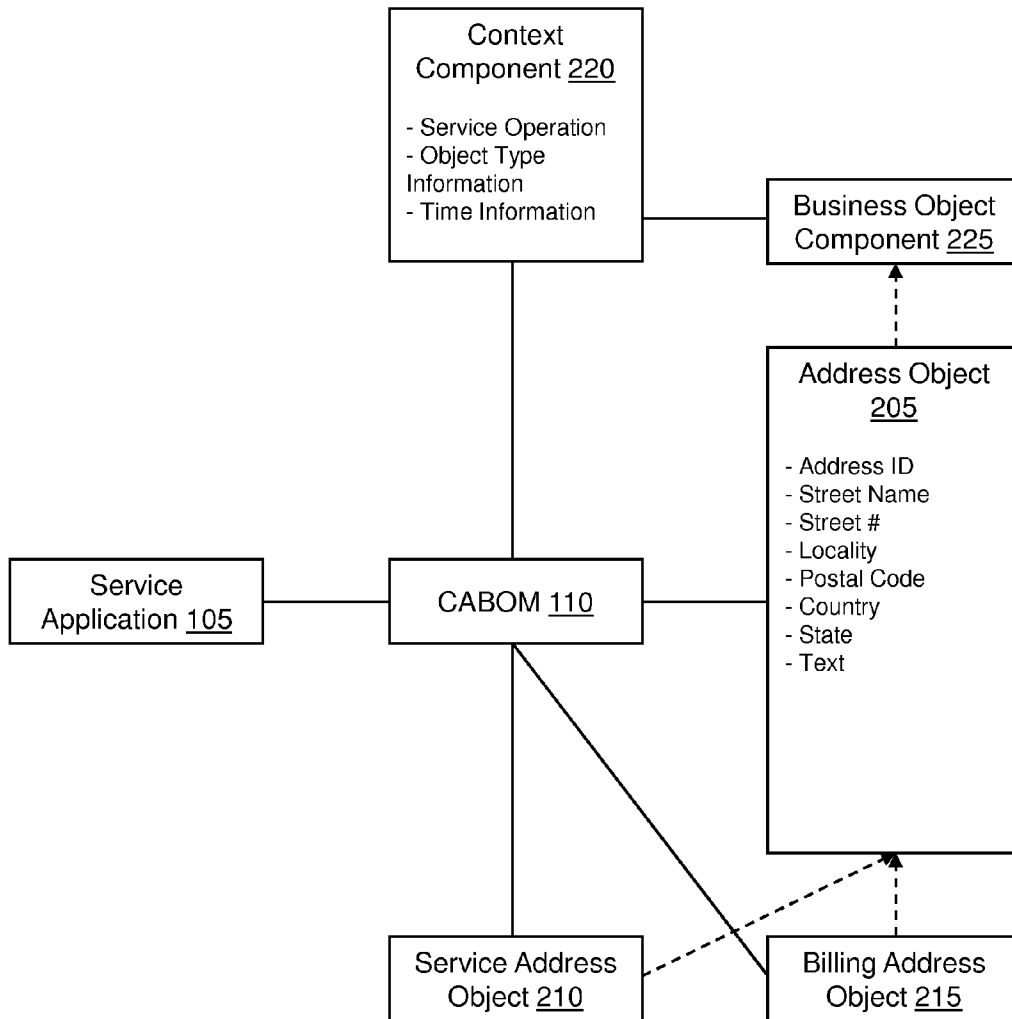 Context
Component 220
- Service Operation
- Object Type
Information
- Time Information
Business Object
Component 225
Address Object
205
- Address ID
- Street Name
- Street #
- Locality
- Postal Code
- Country
- State
- Text
Service
Application 105
CABOM 110
Service Address
Object 210
Billing Address
Object 215